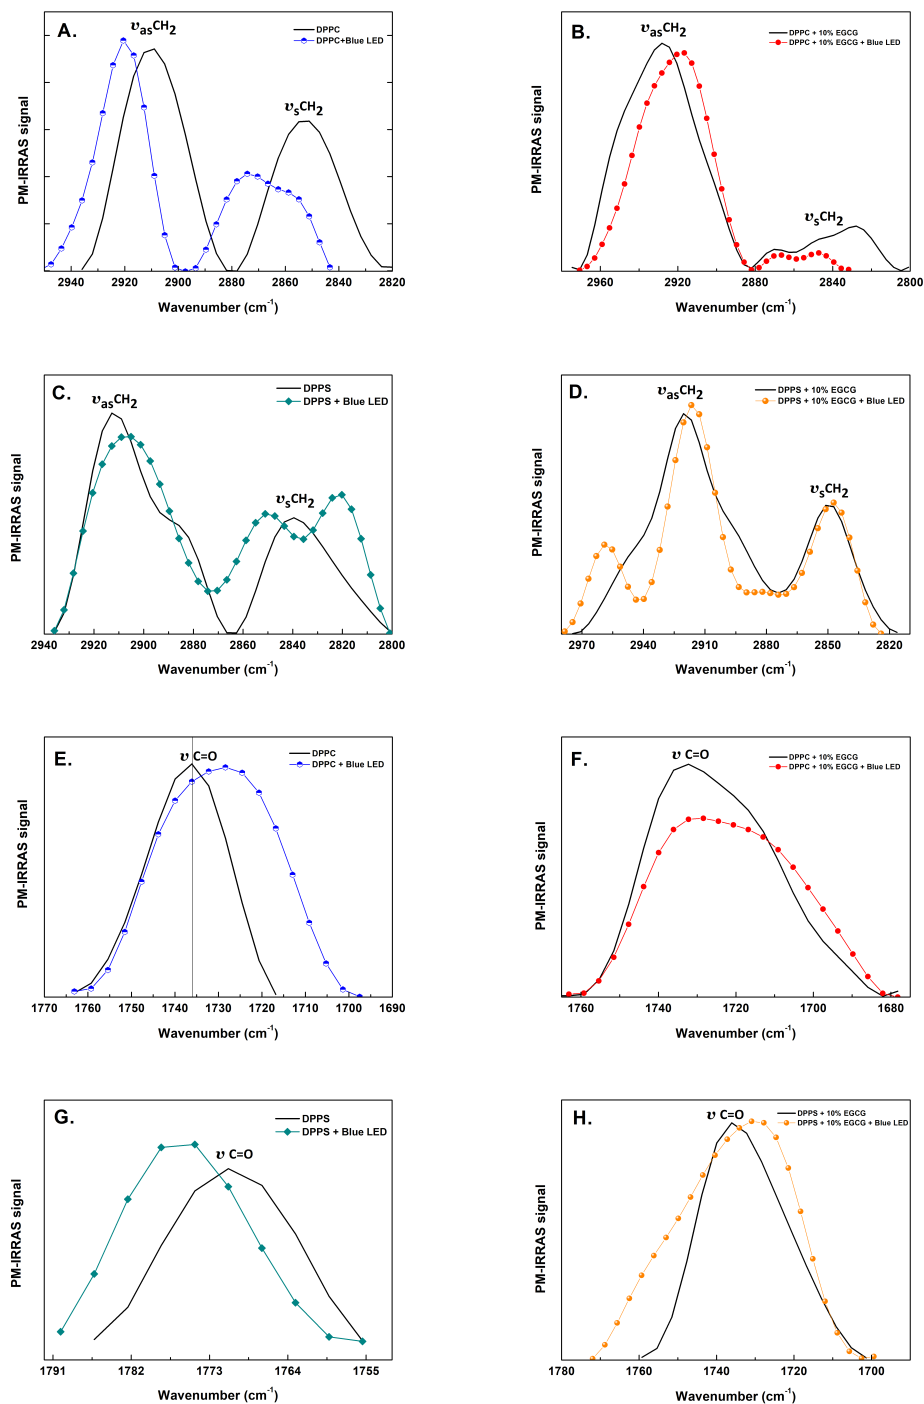 A.
υasCH2
DPPC
DPPC+Blue LED
υsCH2
PM-IRRAS signal
2940 2920 2900 2880 2860 2840 2820
Wavenumber (cm-1)
B.
υasCH2
DPPC + 10% EGCG
DPPC + 10% EGCG + Blue LED
υsCH2
PM-IRRAS signal
2960 2920 2880 2840 2800
Wavenumber (cm-1)
C.
υasCH2
DPPS
DPPS + Blue LED
υsCH2
PM-IRRAS signal
2940 2920 2900 2880 2860 2840 2820 2800
Wavenumber (cm-1)
D.
υasCH2
DPPS + 10% EGCG
DPPS + 10% EGCG + Blue LED
υsCH2
PM-IRRAS signal
2970 2940 2910 2880 2850 2820
Wavenumber (cm-1)
E.
υ C=O
DPPC
DPPC + Blue LED
PM-IRRAS signal
1770 1760 1750 1740 1730 1720 1710 1700 1690
Wavenumber (cm-1)
F.
υ C=O
DPPC + 10% EGCG
DPPC + 10% EGCG + Blue LED
PM-IRRAS signal
1760 1740 1720 1700 1680
Wavenumber (cm-1)
G.
DPPS
DPPS + Blue LED
υ C=O
PM-IRRAS signal
1791 1782 1773 1764 1755
Wavenumber (cm-1)
H.
υ C=O
DPPS + 10% EGCG
DPPS + 10% EGCG + Blue LED
PM-IRRAS signal
1780 1760 1740 1720 1700
Wavenumber (cm-1)